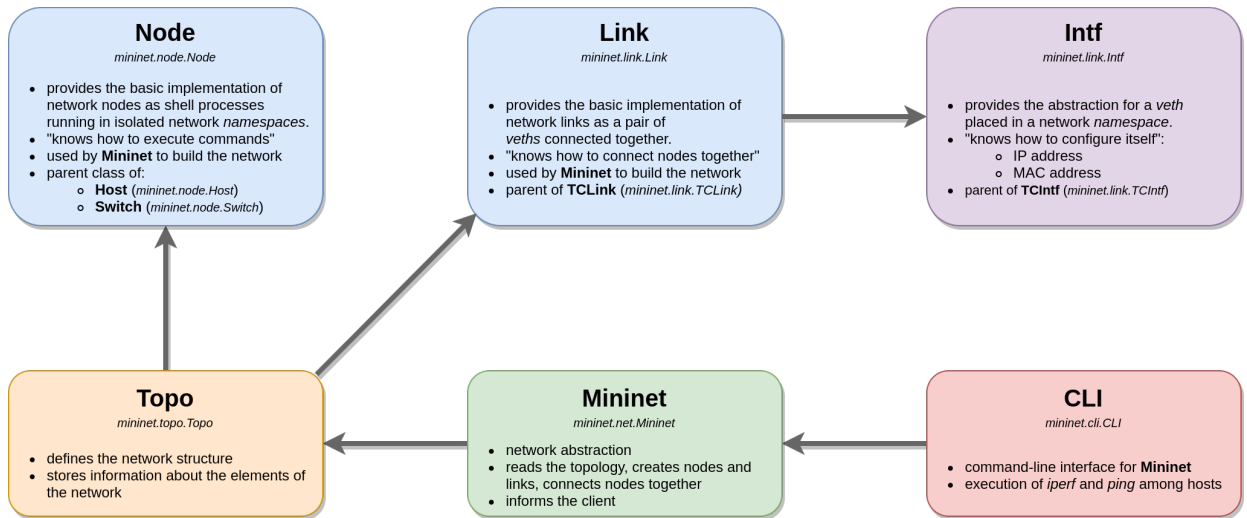 Node
mininet.node.Node
• provides the basic implementation of
network nodes as shell processes
running in isolated network namespaces.
• "knows how to execute commands"
• used by Mininet to build the network
• parent class of:
Host (mininet.node.Host)
Switch (mininet.node.Switch)
Link
mininet.link.Link
• provides the basic implementation of
network links as a pair of
veths connected together.
• "knows how to connect nodes together"
• used by Mininet to build the network
• parent of TCLink (mininet.link.TCLink)
Intf
mininet.link.Intf
• provides the abstraction for a veth
placed in a network namespace.
• "knows how to configure itself":
IP address
MAC address
• parent of TCIntf (mininet.link.TCIntf)
Topo
mininet.topo.Topo
• defines the network structure
• stores information about the elements of
the network
Mininet
mininet.net.Mininet
• network abstraction
• reads the topology, creates nodes and
links, connects nodes together
• informs the client
CLI
mininet.cli.CLI
• command-line interface for Mininet
• execution of iperf and ping among hosts